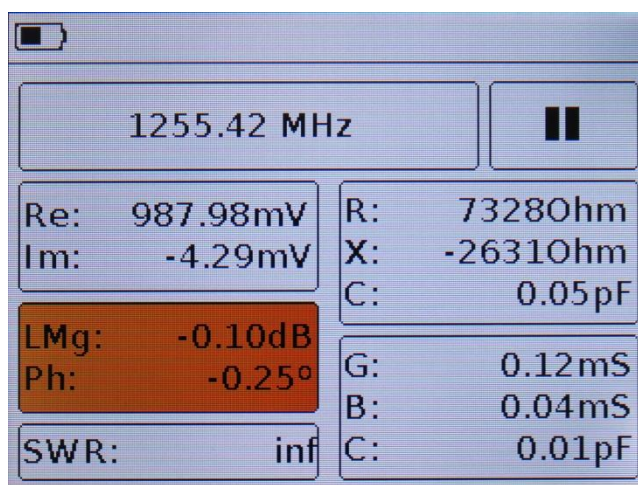 1255.42 MHz
Re: 987.98mV
Im: -4.29mV
LMg: -0.10dB
Ph: -0.25º
SWR: inf
R: 7328Ohm
X: -2631Ohm
C: 0.05pF
G: 0.12mS
B: 0.04mS
C: 0.01pF